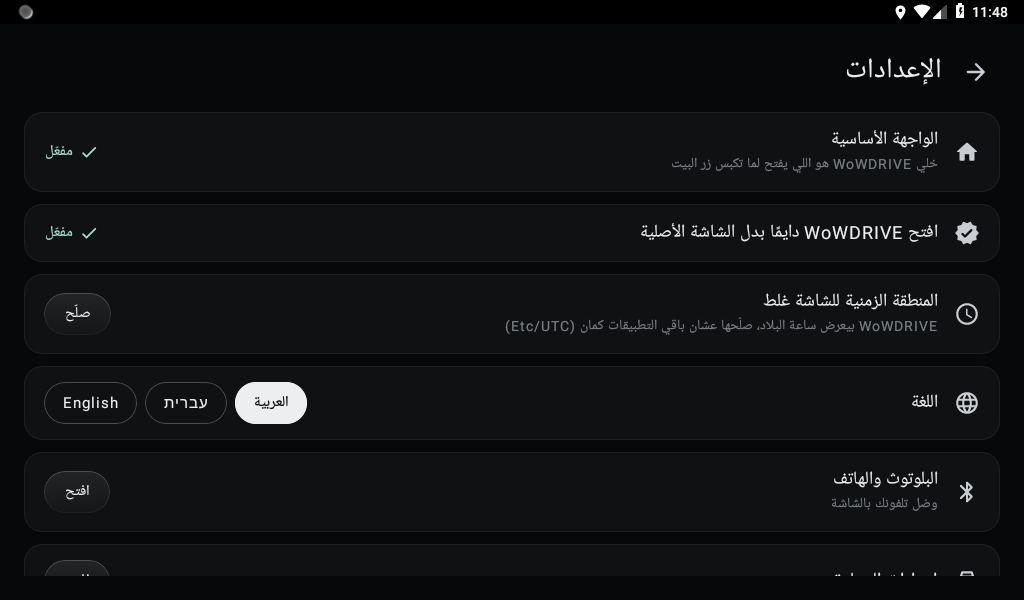 11:48
الإعدادات
الواجهة الأساسية
خلي WoWDRIVE هو اللي يفتح لما تكبس زر البيت
مفعّل
افتح WoWDRIVE دايمًا بدل الشاشة الأصلية
مفعّل
المنطقة الزمنية للشاشة غلط
WoWDRIVE بيعرض ساعة البلاد، صلّحها عشان باقي التطبيقات كمان (Etc/UTC)
صلّح
اللغة
العربية
עברית
English
البلوتوث والهاتف
وصل تلفونك بالشاشة
افتح